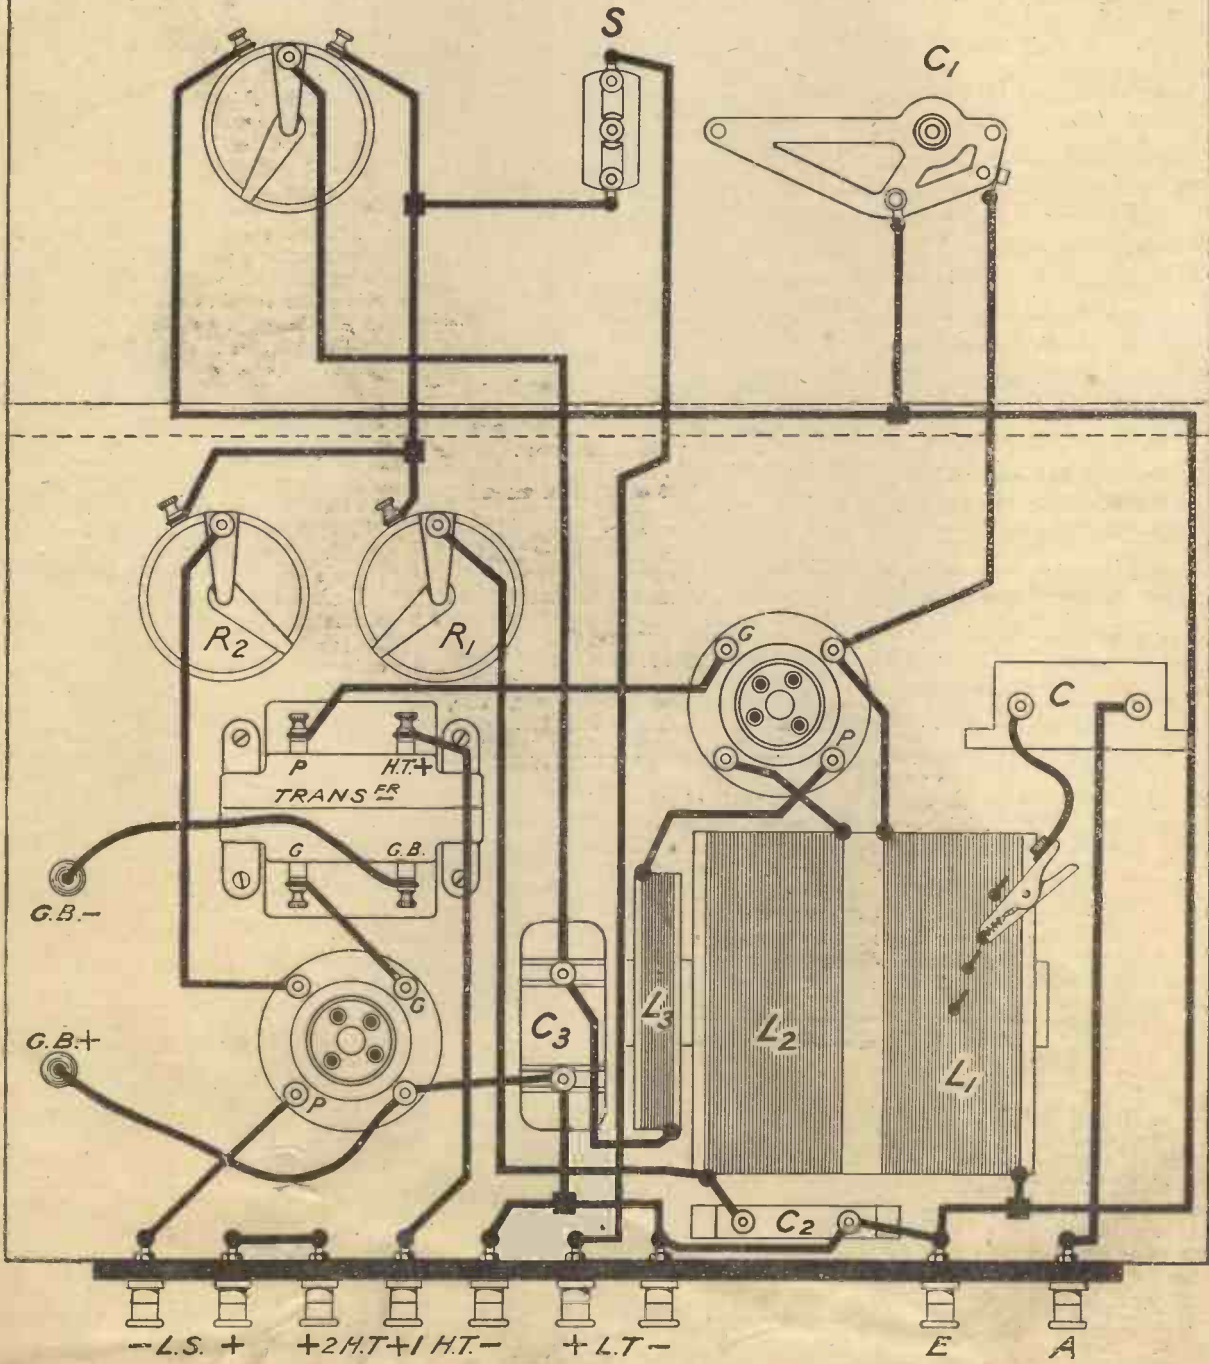 S
C1
R2
R1
G
C
P
H.T.+
P
TRANS FR
G
G.B.
G.B.-
G
L3
L2
C3
L1
G.B.+
P
C2
- L.S. +
+2 H.T +1
H.T. -
+ L.T -
E
A